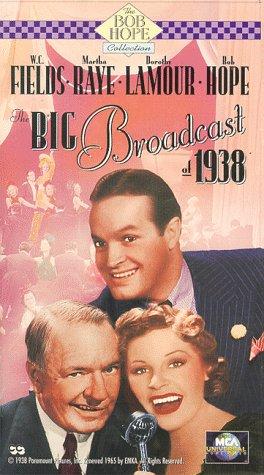 The
BOB
HOPE
Collection
W.C. Martha Dorothy Bob
FIELDS·RAYE·LAMOUR·HOPE
The
BIG Broadcast
of 1938
MCA
UNIVERSAL
© 1938 Paramount Pictures, Inc. Renewed 1965 by EMKA. All Rights Reserved.